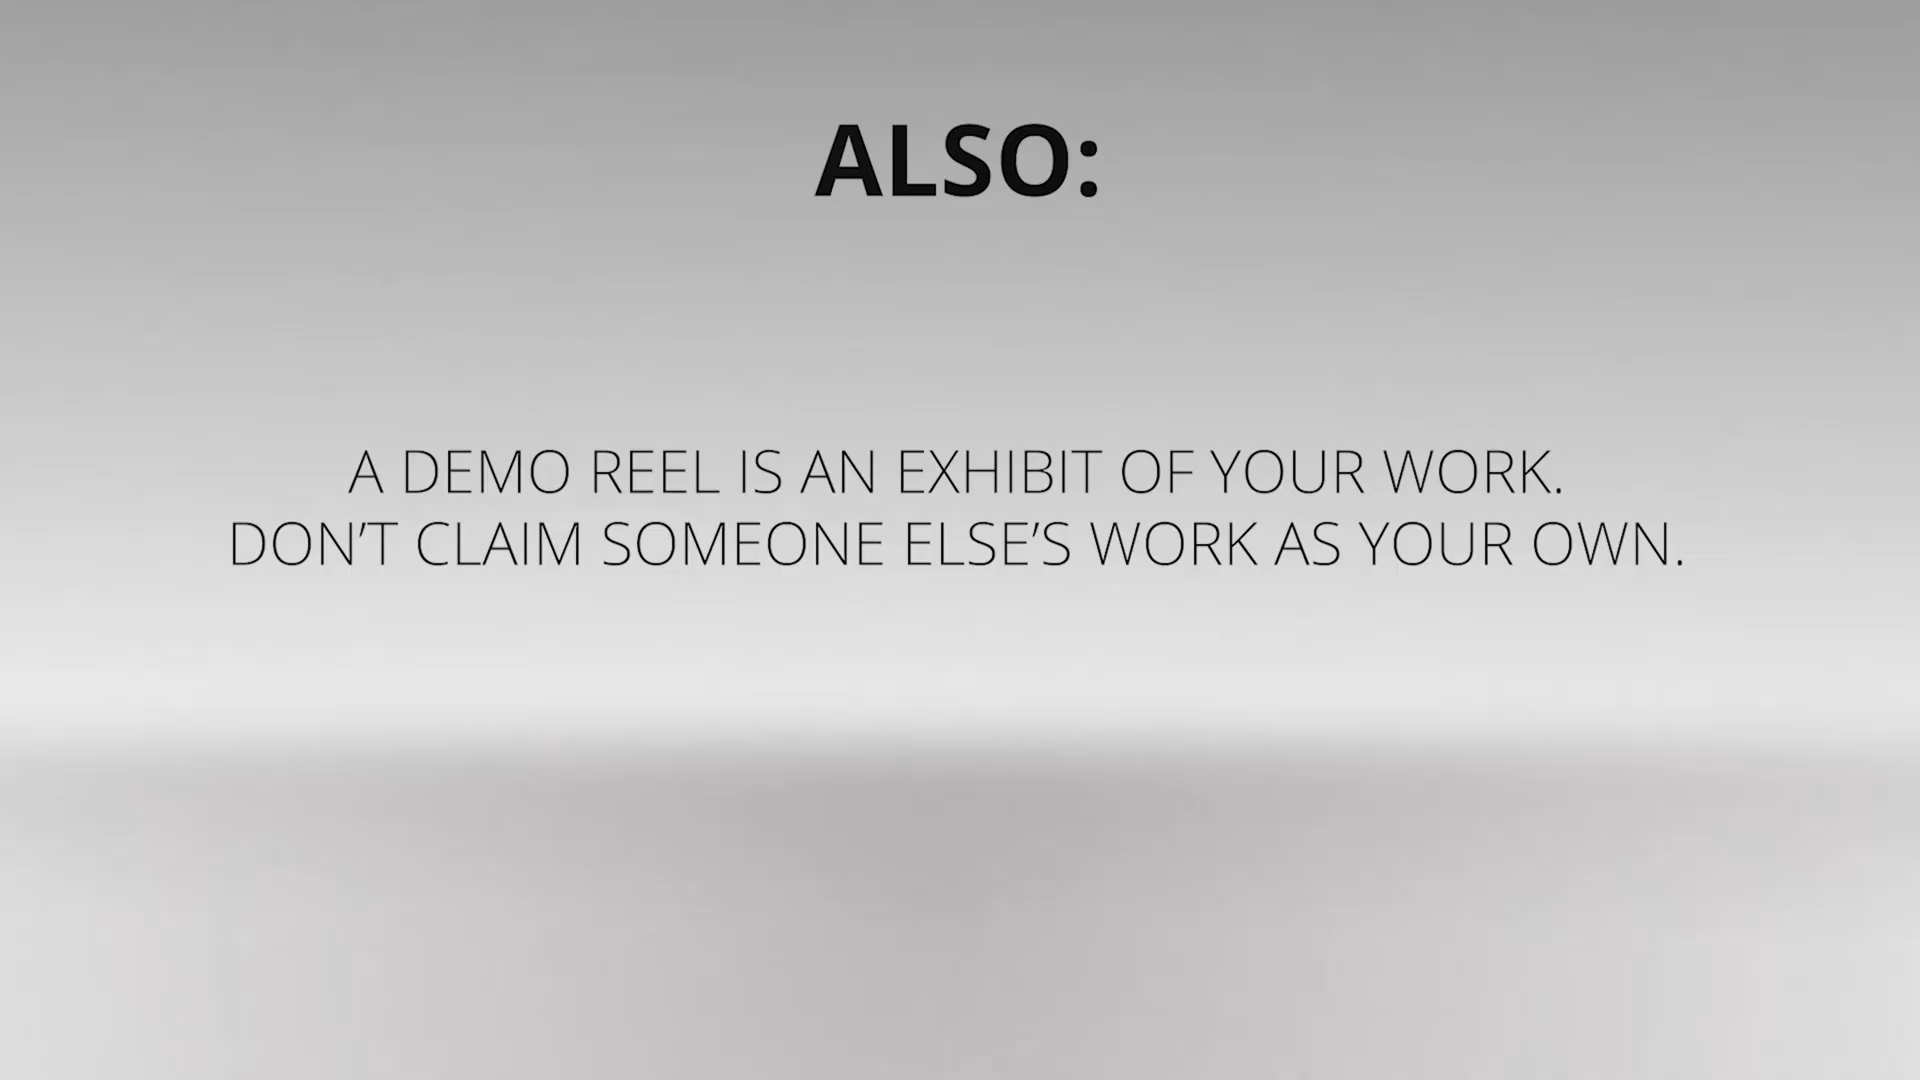 ALSO:
A DEMO REEL IS AN EXHIBIT OF YOUR WORK.
DON’T CLAIM SOMEONE ELSE’S WORK AS YOUR OWN.